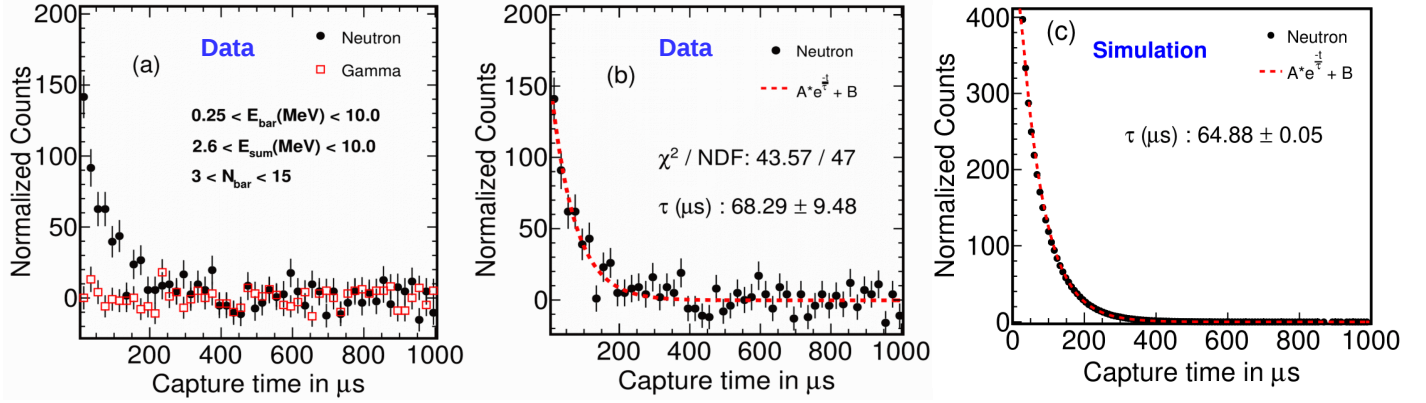 200
150
100
50
0
Normalized Counts
(a)
Data
Neutron
Gamma
0.25 < E_bar(MeV) < 10.0
2.6 < E_sum(MeV) < 10.0
3 < N_bar < 15
200 400 600 800 1000
Capture time in μs
200
150
100
50
0
Normalized Counts
(b)
Data
Neutron
A*e^(-t/τ) + B
χ² / NDF: 43.57 / 47
τ (μs) : 68.29 ± 9.48
200 400 600 800 1000
Capture time in μs
400
300
200
100
0
Normalized Counts
(c)
Simulation
Neutron
A*e^(-t/τ) + B
τ (μs) : 64.88 ± 0.05
0 200 400 600 800 1000
Capture time in μs